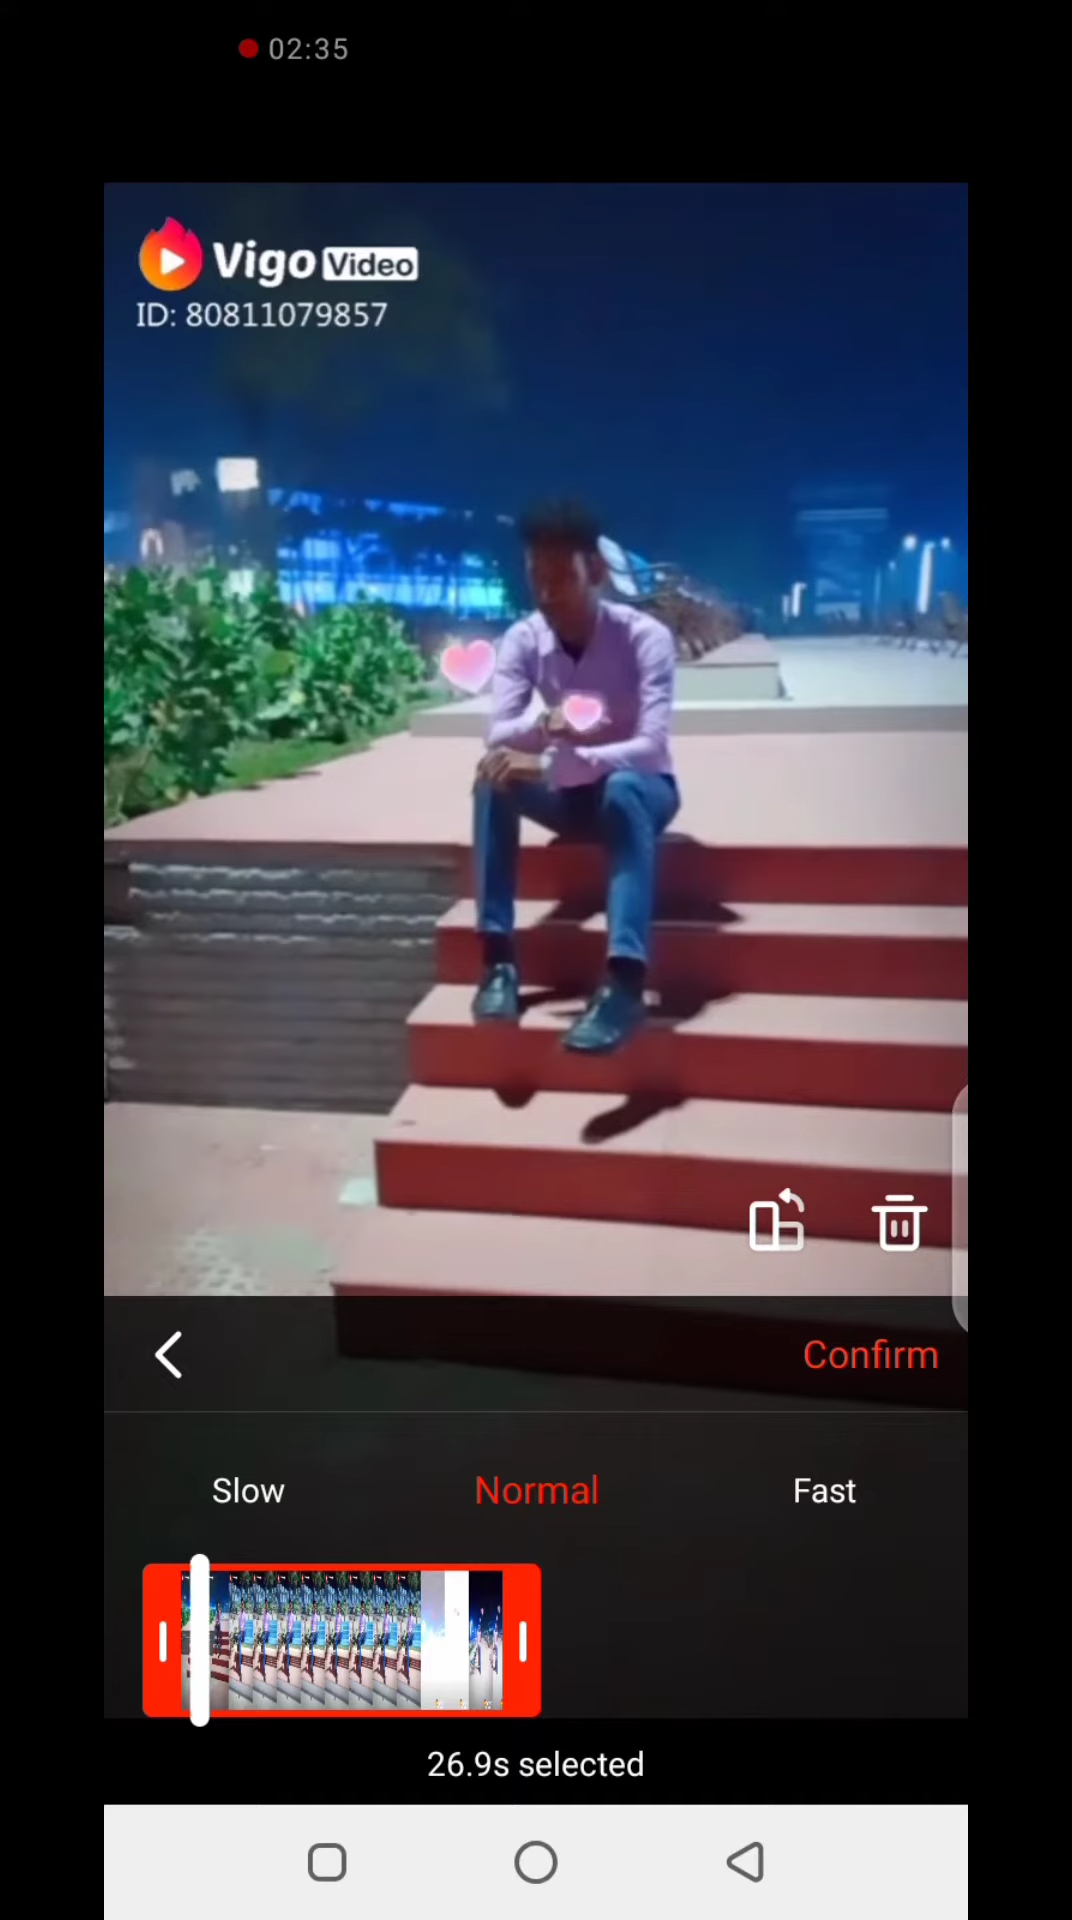 02:35
Vigo Video
ID: 80811079857
Confirm
Slow Normal Fast
26.9s selected